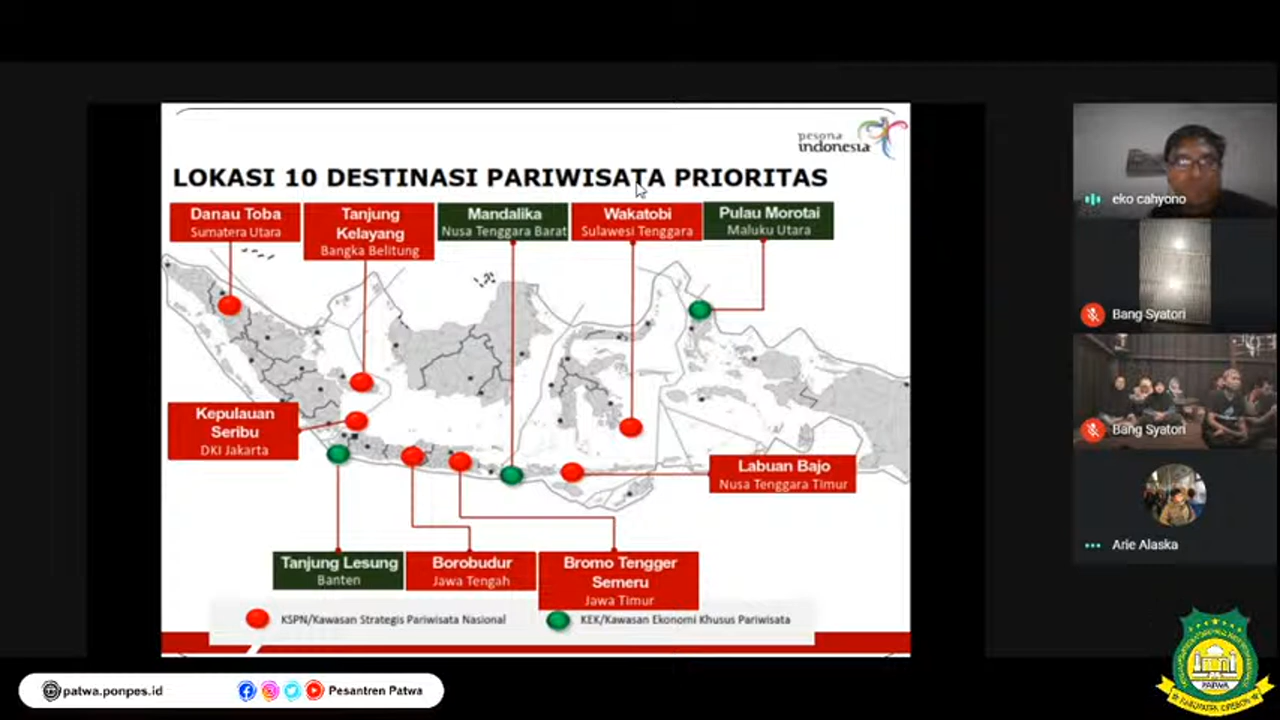 pesona
indonesia
LOKASI 10 DESTINASI PARIWISATA PRIORITAS
Danau Toba
Sumatera Utara
Tanjung
Kelayang
Bangka Belitung
Mandalika
Nusa Tenggara Barat
Wakatobi
Sulawesi Tenggara
Pulau Morotai
Maluku Utara
Kepulauan
Seribu
DKI Jakarta
Labuan Bajo
Nusa Tenggara Timur
Tanjung Lesung
Banten
Borobudur
Jawa Tengah
Bromo Tengger
Semeru
Jawa Timur
KSPN/Kawasan Strategis Pariwisata Nasional
KEK/Kawasan Ekonomi Khusus Pariwisata
eko cahyono
Bang Syatori
Bang Syatori
Arie Alaska
patwa.ponpes.id
Pesantren Patwa
PATWA
KABUPATEN CIREBON